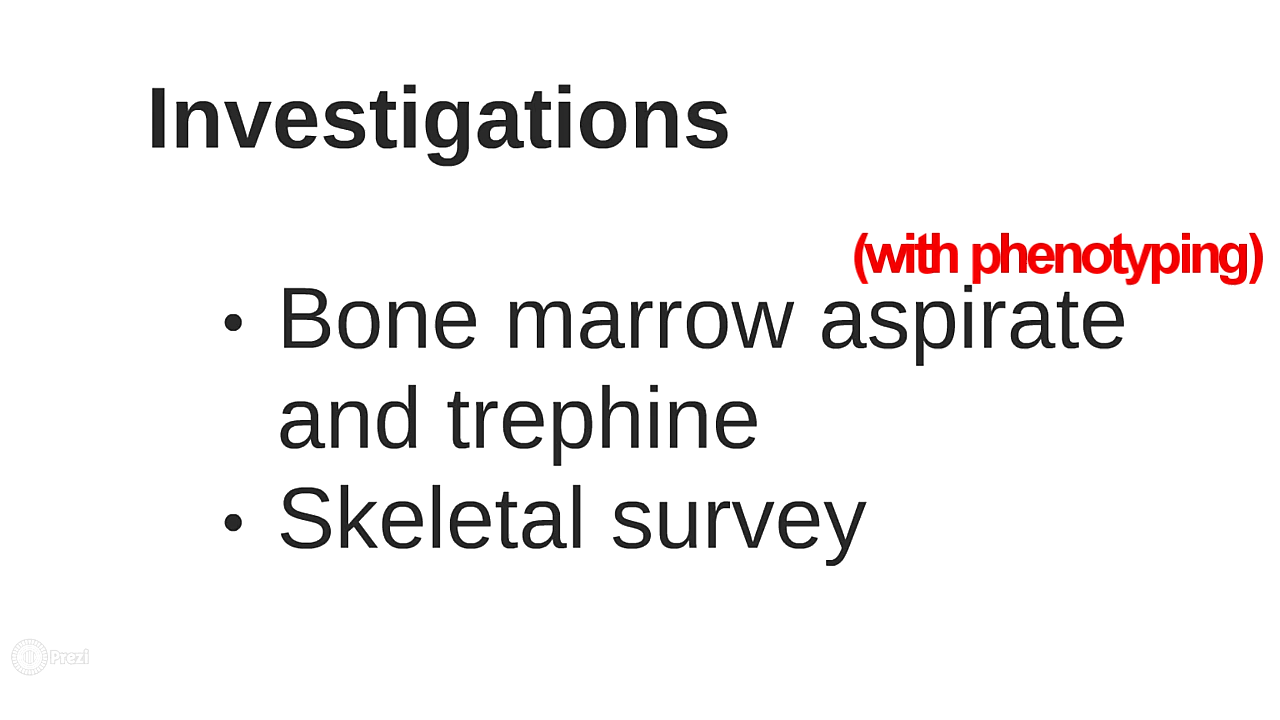 Investigations
(with phenotyping)
• Bone marrow aspirate
and trephine
• Skeletal survey
Prezi